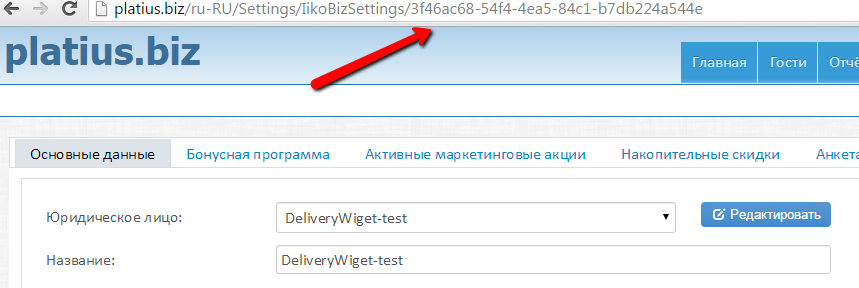 platius.biz/ru-RU/Settings/IikoBizSettings/3f46ac68-54f4-4ea5-84c1-b7db224a544e
platius.biz
Главная Гости Отчё
Основные данные Бонусная программа Активные маркетинговые акции Накопительные скидки Анкета
Юридическое лицо: DeliveryWiget-test Редактировать
Название: DeliveryWiget-test